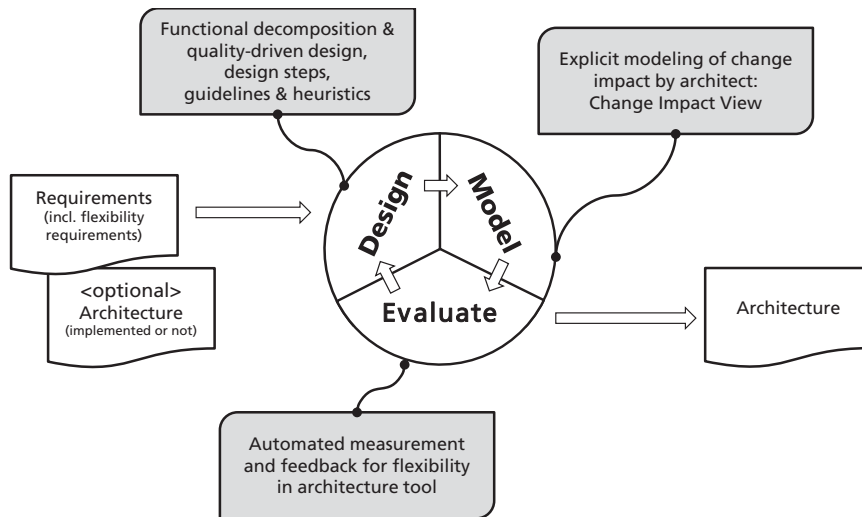 Functional decomposition &
quality-driven design,
design steps,
guidelines & heuristics
Explicit modeling of change
impact by architect:
Change Impact View
Requirements
(incl. flexibility
requirements)
<optional>
Architecture
(implemented or not)
Design
Model
Evaluate
Architecture
Automated measurement
and feedback for flexibility
in architecture tool